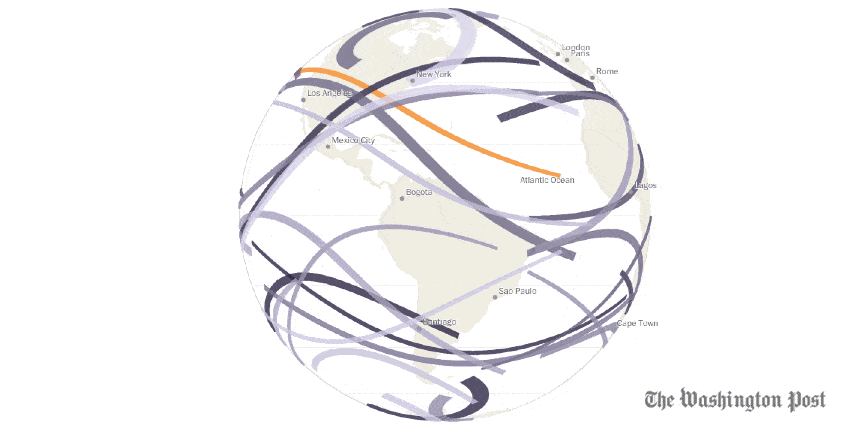 London
Paris
Rome
New York
Los Angeles
Mexico City
Atlantic Ocean
Lagos
Bogota
Sao Paulo
Santiago
Cape Town
The Washington Post